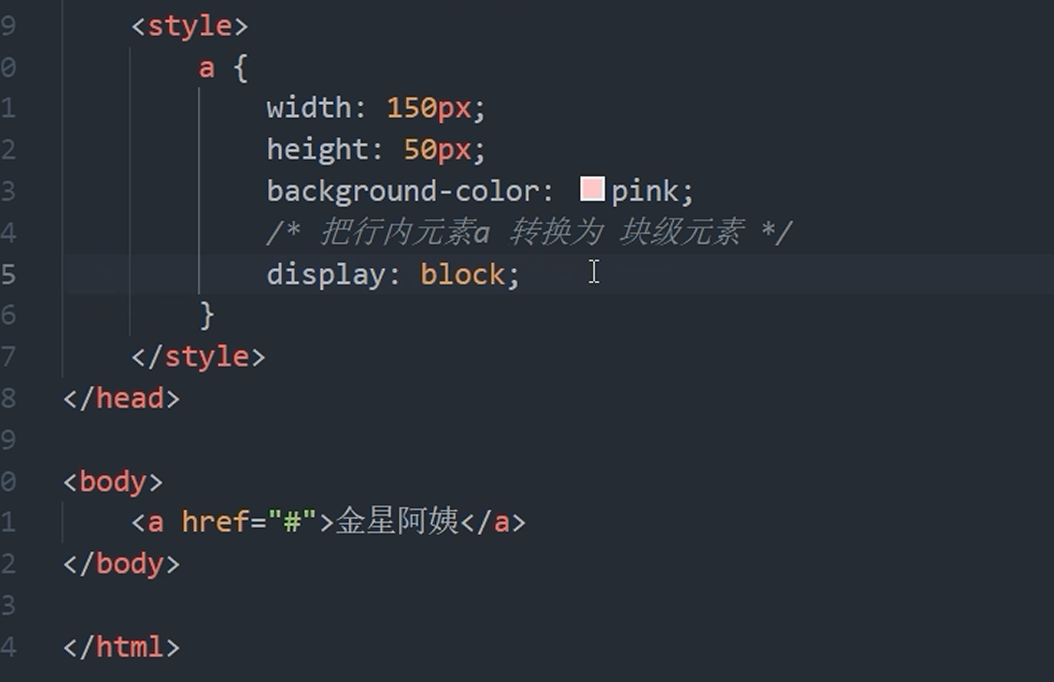 9 <style>
0 a {
1 width: 150px;
2 height: 50px;
3 background-color: pink;
4 /* 把行内元素a 转换为 块级元素 */
5 display: block;
6 }
7 </style>
8 </head>
9
0 <body>
1 <a href="#">金星阿姨</a>
2 </body>
3
4 </html>